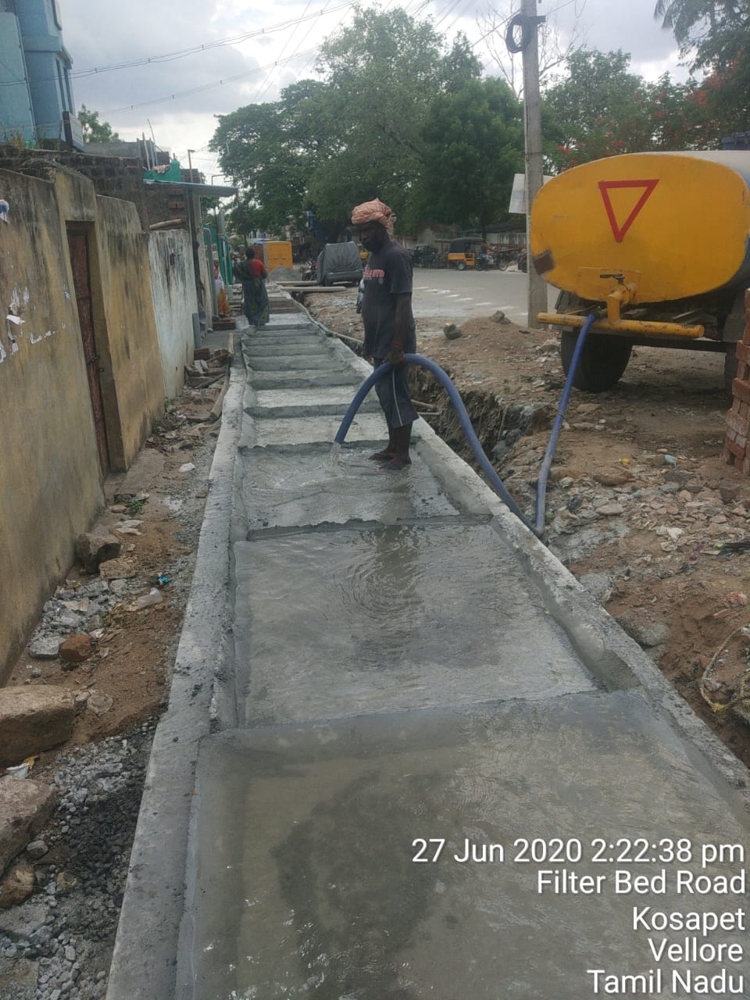 27 Jun 2020 2:22:38 pm
Filter Bed Road
Kosapet
Vellore
Tamil Nadu